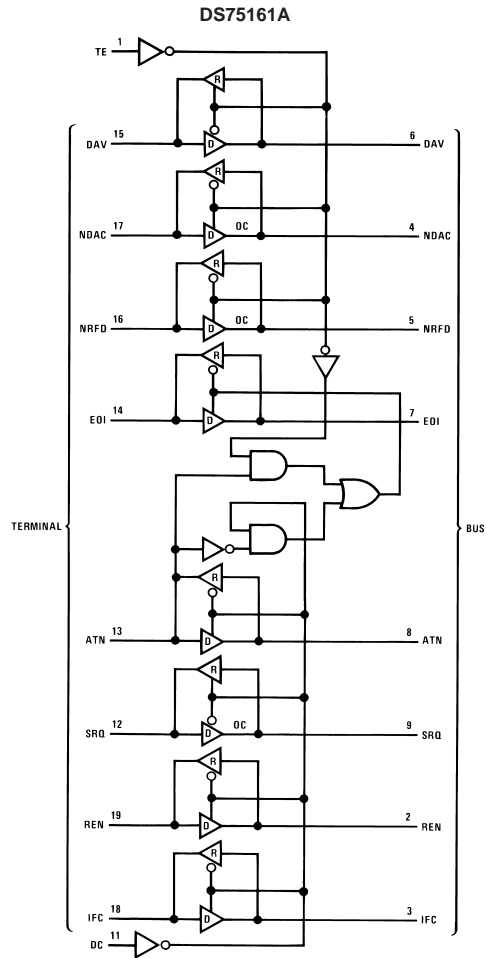 DS75161A
TE 1
R
DAV 15 D 6 DAV
R
NDAC 17 D OC 4 NDAC
R
NRFD 16 D OC 5 NRFD
R
EOI 14 D 7 EOI
TERMINAL BUS
R
ATN 13 D 8 ATN
R
SRQ 12 D OC 9 SRQ
R
REN 19 D 2 REN
R
IFC 18 D 3 IFC
DC 11